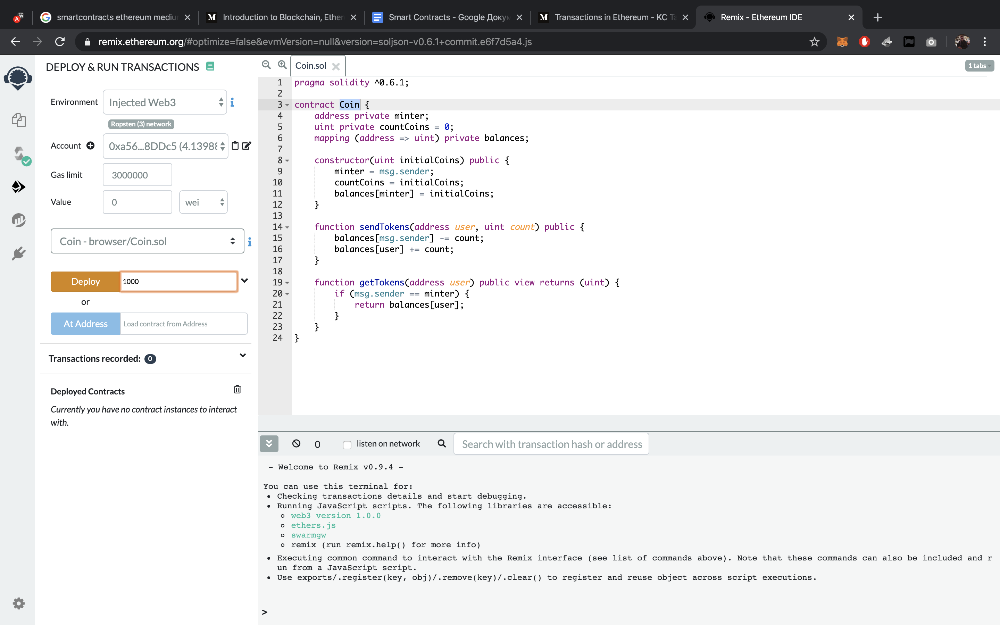 smartcontracts ethereum mediu
Introduction to Blockchain, Ether
Smart Contracts - Google Докум
Transactions in Ethereum - KC Ta
Remix - Ethereum IDE
remix.ethereum.org/#optimize=false&evmVersion=null&version=soljson-v0.6.1+commit.e6f7d5a4.js
DEPLOY & RUN TRANSACTIONS
Environment
Injected Web3
Ropsten (3) network
Account
0xa56...8DDc5 (4.13988
Gas limit
3000000
Value
0
wei
Coin - browser/Coin.sol
Deploy
1000
or
At Address
Load contract from Address
Transactions recorded: 0
Deployed Contracts
Currently you have no contract instances to interact
with.
Coin.sol
1 tabs
1 pragma solidity ^0.6.1;
2
3 contract Coin {
4 address private minter;
5 uint private countCoins = 0;
6 mapping (address => uint) private balances;
7
8 constructor(uint initialCoins) public {
9 minter = msg.sender;
10 countCoins = initialCoins;
11 balances[minter] = initialCoins;
12 }
13
14 function sendTokens(address user, uint count) public {
15 balances[msg.sender] -= count;
16 balances[user] += count;
17 }
18
19 function getTokens(address user) public view returns (uint) {
20 if (msg.sender == minter) {
21 return balances[user];
22 }
23 }
24 }
0
listen on network
Search with transaction hash or address
- Welcome to Remix v0.9.4 -
You can use this terminal for:
• Checking transactions details and start debugging.
• Running JavaScript scripts. The following libraries are accessible:
web3 version 1.0.0
ethers.js
swarmgw
remix (run remix.help() for more info)
• Executing common command to interact with the Remix interface (see list of commands above). Note that these commands can also be included and r
un from a JavaScript script.
• Use exports/.register(key, obj)/.remove(key)/.clear() to register and reuse object across script executions.
>